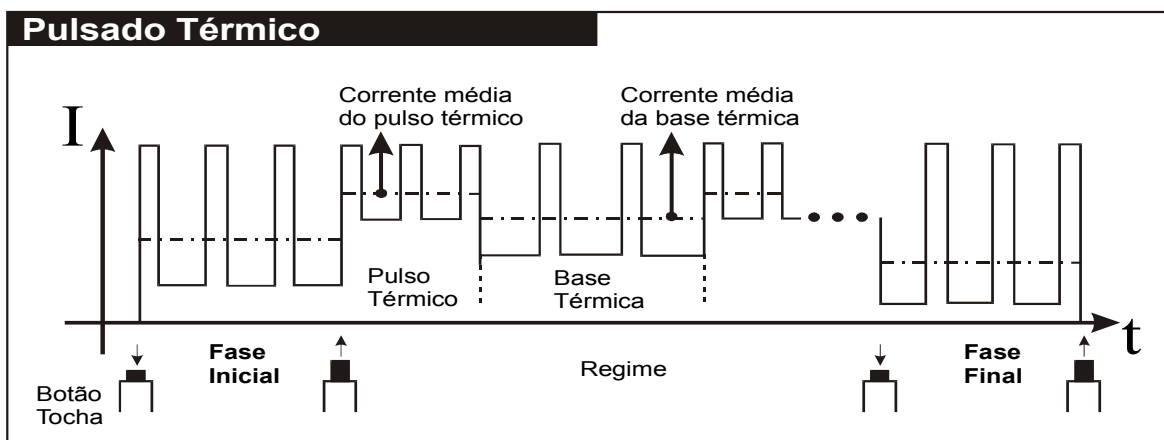 Pulsado Térmico
Corrente média
do pulso térmico
Corrente média
da base térmica
I
Pulso
Térmico
Base
Térmica
t
Fase
Inicial
Regime
Fase
Final
Botão
Tocha